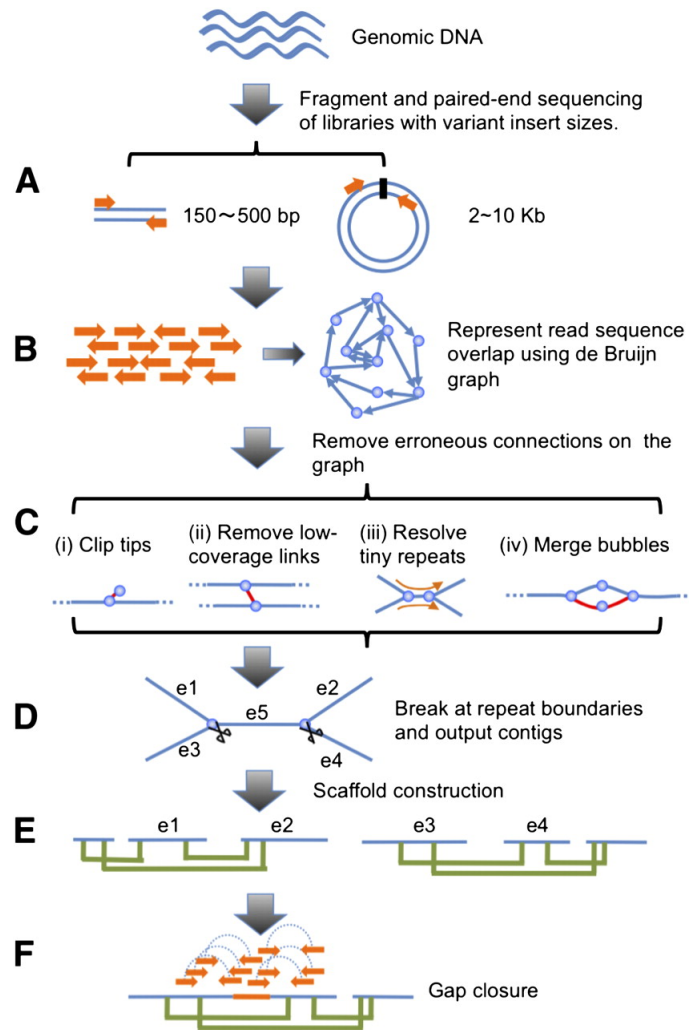 Genomic DNA
Fragment and paired-end sequencing
of libraries with variant insert sizes.
A
150~500 bp
2~10 Kb
B
Represent read sequence
overlap using de Bruijn
graph
Remove erroneous connections on the
graph
C
(i) Clip tips
(ii) Remove low-
coverage links
(iii) Resolve
tiny repeats
(iv) Merge bubbles
D
e1
e2
e5
e3
e4
Break at repeat boundaries
and output contigs
Scaffold construction
E
e1
e2
e3
e4
F
Gap closure